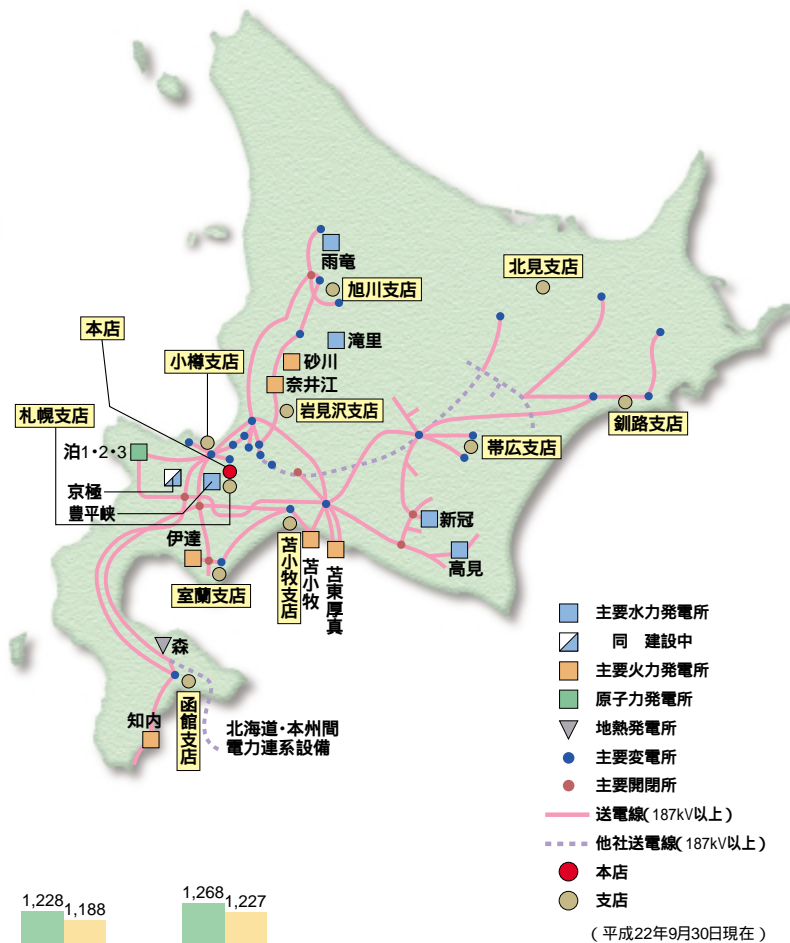 雨竜
北見支店
旭川支店
本店
滝里
小樽支店
砂川
奈井江
札幌支店
岩見沢支店
釧路支店
帯広支店
泊1・2・3
京極
豊平峡
新冠
伊達
高見
苫小牧支店
苫小牧
苫東厚真
室蘭支店
森
函館支店
知内
北海道・本州間
電力連系設備
主要水力発電所
同 建設中
主要火力発電所
原子力発電所
地熱発電所
主要変電所
主要開閉所
送電線(187kV以上)
他社送電線(187kV以上)
本店
支店
(平成22年9月30日現在)
1,228
1,188
1,268
1,227